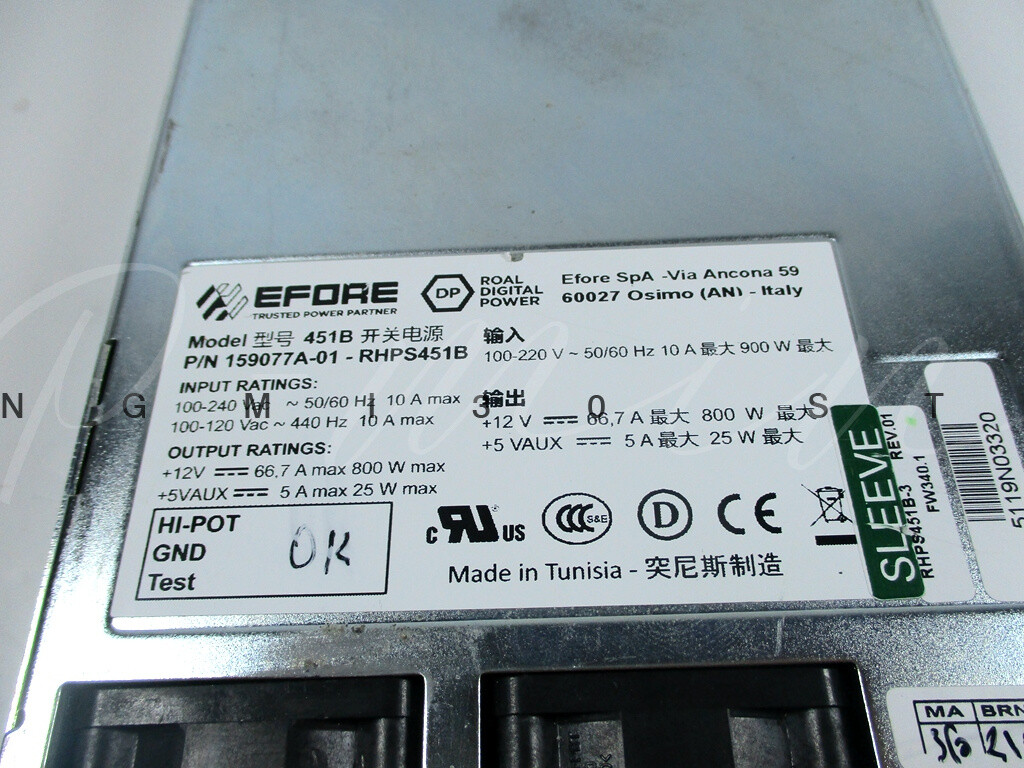 EFORE
TRUSTED POWER PARTNER
DP
ROAL
DIGITAL
POWER
Efore SpA -Via Ancona 59
60027 Osimo (AN) - Italy
Model 型号 451B 开关电源
P/N 159077A-01 - RHPS451B
输入
100-220 V ~ 50/60 Hz 10 A 最大 900 W 最大
INPUT RATINGS:
100-240 Vac ~ 50/60 Hz 10 A max
100-120 Vac ~ 440 Hz 10 A max
输出
+12 V 66,7 A 最大 800 W 最大
+5 VAUX 5 A 最大 25 W 最大
OUTPUT RATINGS:
+12V 66,7 A max 800 W max
+5VAUX 5 A max 25 W max
HI-POT
GND
Test
OK
c RU US
CCC S&E
D
CE
Made in Tunisia - 突尼斯制造
SLEEVE
RHPS451B-3 REV.01
FW340.1
5119N03320
MA BRN
36 21
N G M I 3 0 S T